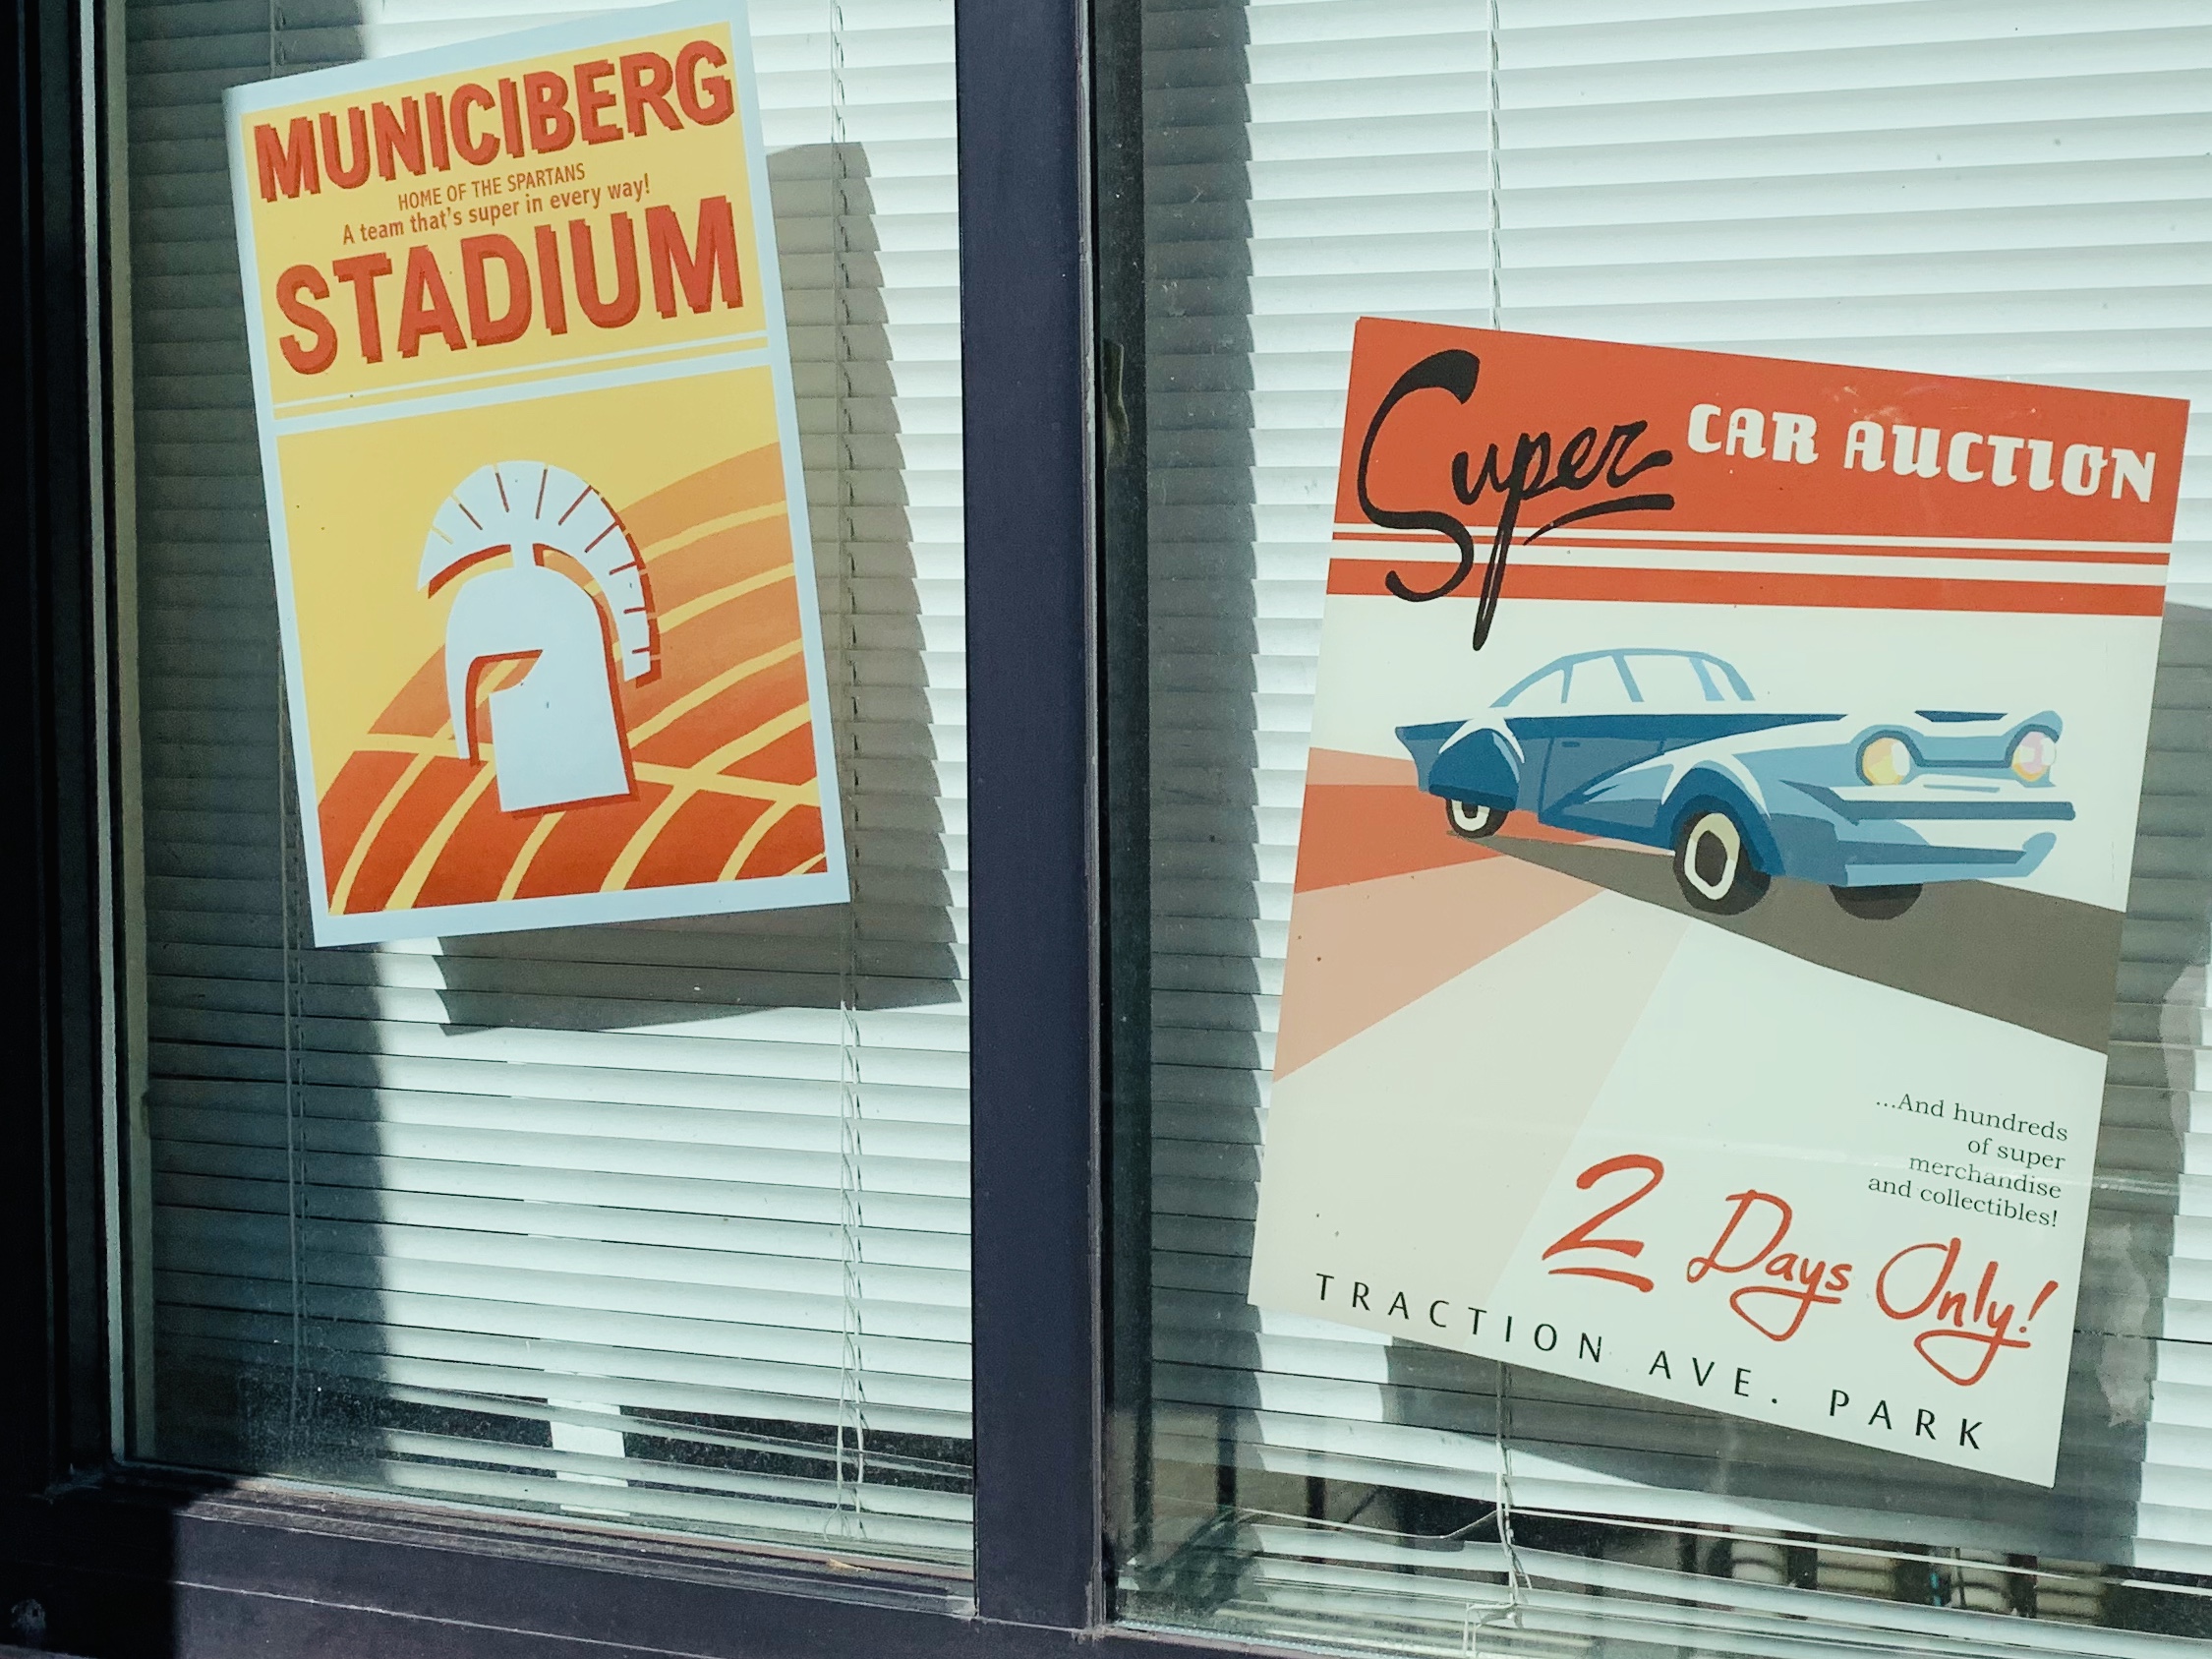 MUNICIBERG
HOME OF THE SPARTANS
A team that's super in every way!
STADIUM
Super CAR AUCTION
...And hundreds
of super
merchandise
and collectibles!
2 Days Only!
TRACTION AVE. PARK